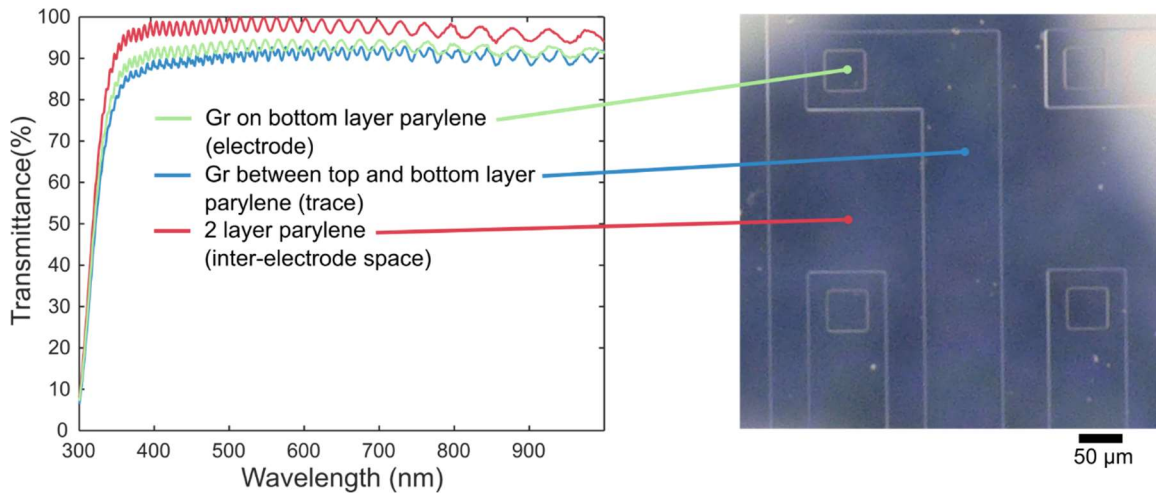 100
90
80
70
60
50
40
30
20
10
0
Transmittance(%)
300
400
500
600
700
800
900
Wavelength (nm)
Gr on bottom layer parylene
(electrode)
Gr between top and bottom layer
parylene (trace)
2 layer parylene
(inter-electrode space)
50 µm